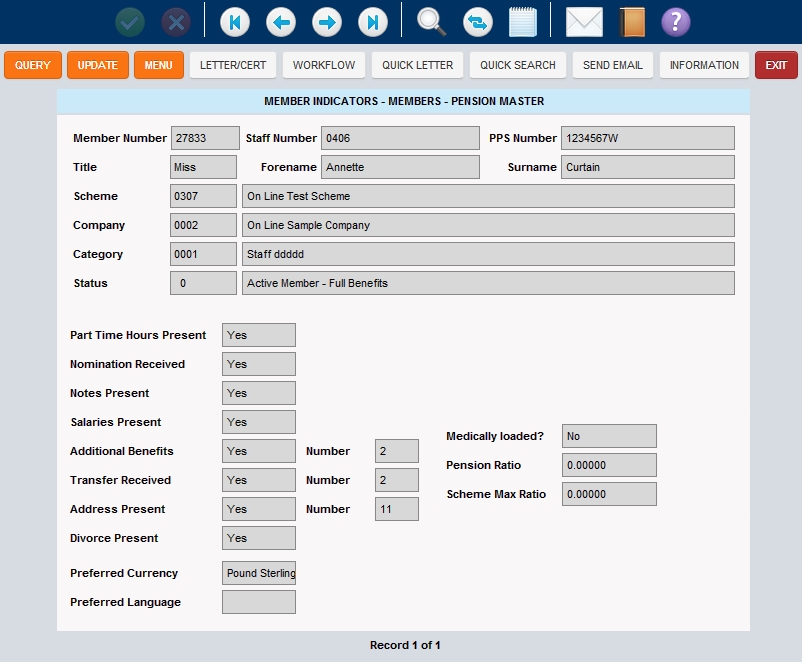 QUERY UPDATE MENU LETTER/CERT WORKFLOW QUICK LETTER QUICK SEARCH SEND EMAIL INFORMATION EXIT
MEMBER INDICATORS - MEMBERS - PENSION MASTER
Member Number 27833 Staff Number 0406 PPS Number 1234567W
Title Miss Forename Annette Surname Curtain
Scheme 0307 On Line Test Scheme
Company 0002 On Line Sample Company
Category 0001 Staff ddddd
Status 0 Active Member - Full Benefits
Part Time Hours Present Yes
Nomination Received Yes
Notes Present Yes
Salaries Present Yes
Medically loaded? No
Additional Benefits Yes Number 2
Pension Ratio 0.00000
Transfer Received Yes Number 2
Scheme Max Ratio 0.00000
Address Present Yes Number 11
Divorce Present Yes
Preferred Currency Pound Sterling
Preferred Language
Record 1 of 1